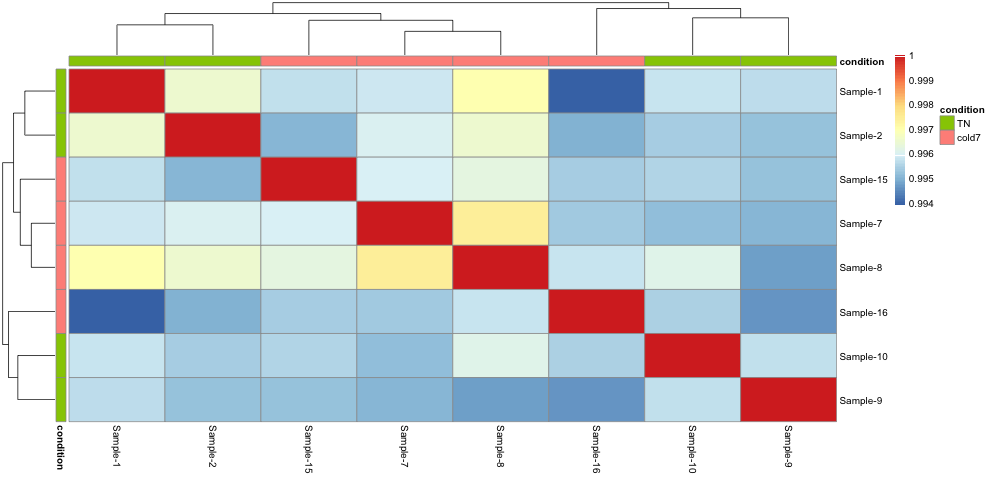 condition
1
0.999
0.998
0.997
0.996
0.995
0.994
condition
TN
cold7
Sample-1
Sample-2
Sample-15
Sample-7
Sample-8
Sample-16
Sample-10
Sample-9
condition
Sample-1
Sample-2
Sample-15
Sample-7
Sample-8
Sample-16
Sample-10
Sample-9